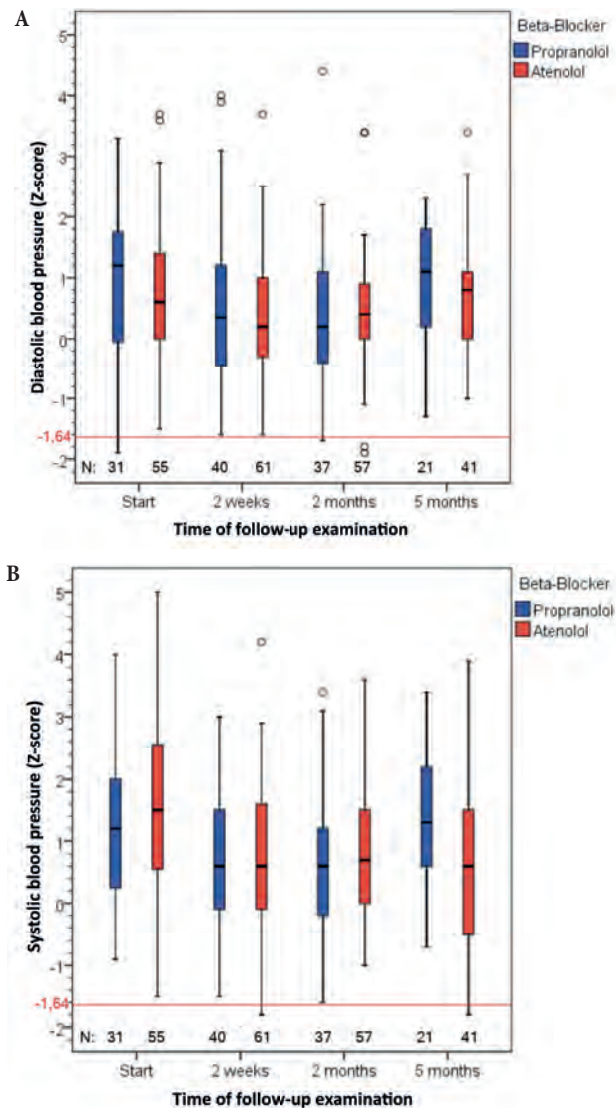 A
Beta-Blocker
Propranolol
Atenolol
Diastolic blood pressure (Z-score)
5
4
3
2
1
0
-1
-1,64
-2
N: 31 55 40 61 37 57 21 41
Start 2 weeks 2 months 5 months
Time of follow-up examination
B
Beta-Blocker
Propranolol
Atenolol
Systolic blood pressure (Z-score)
5
4
3
2
1
0
-1
-1,64
-2
N: 31 55 40 61 37 57 21 41
Start 2 weeks 2 months 5 months
Time of follow-up examination